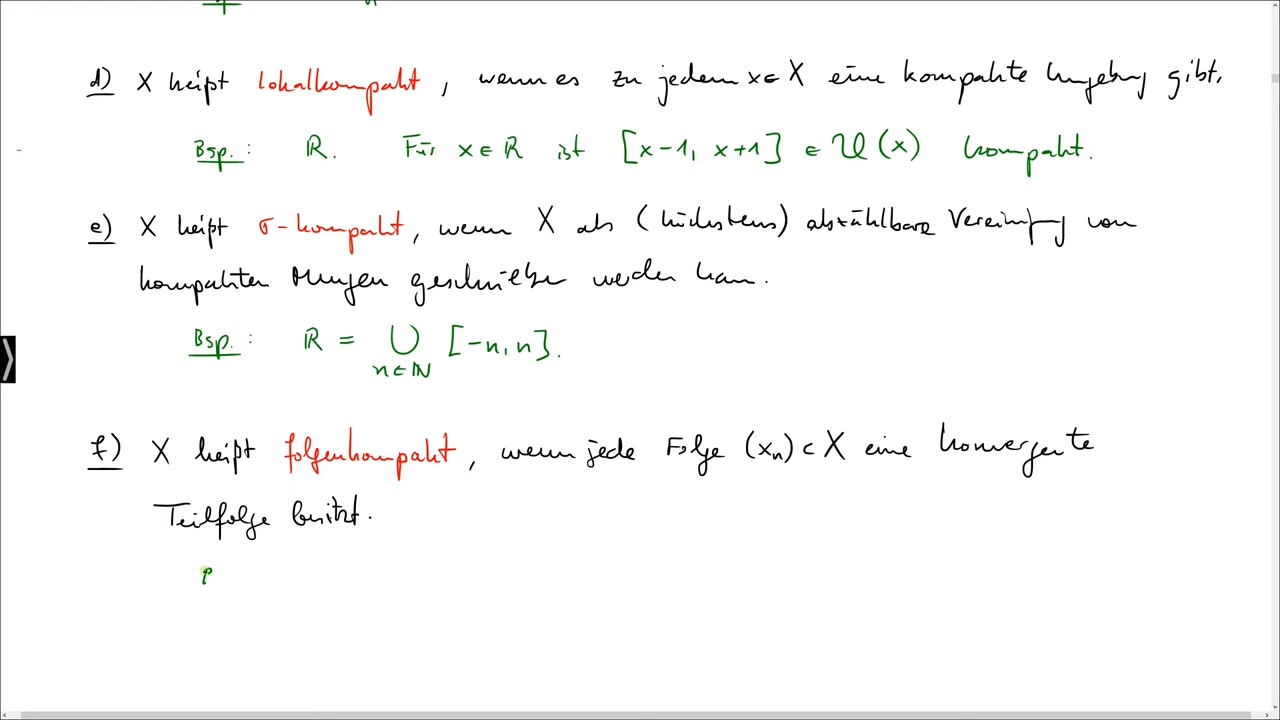 d) X heißt lokalkompakt, wenn es zu jedem x ∈ X eine kompakte Umgebung gibt.
Bsp.: ℝ. Für x ∈ ℝ ist [x-1, x+1] ∈ 𝒰(x) kompakt.
e) X heißt σ-kompakt, wenn X als (höchstens) abzählbare Vereinigung von
kompakten Mengen geschrieben werden kann.
Bsp.: ℝ = ⋃ [-n, n].
n∈ℕ
f) X heißt folgenkompakt, wenn jede Folge (xₙ) ⊂ X eine konvergente
Teilfolge besitzt.